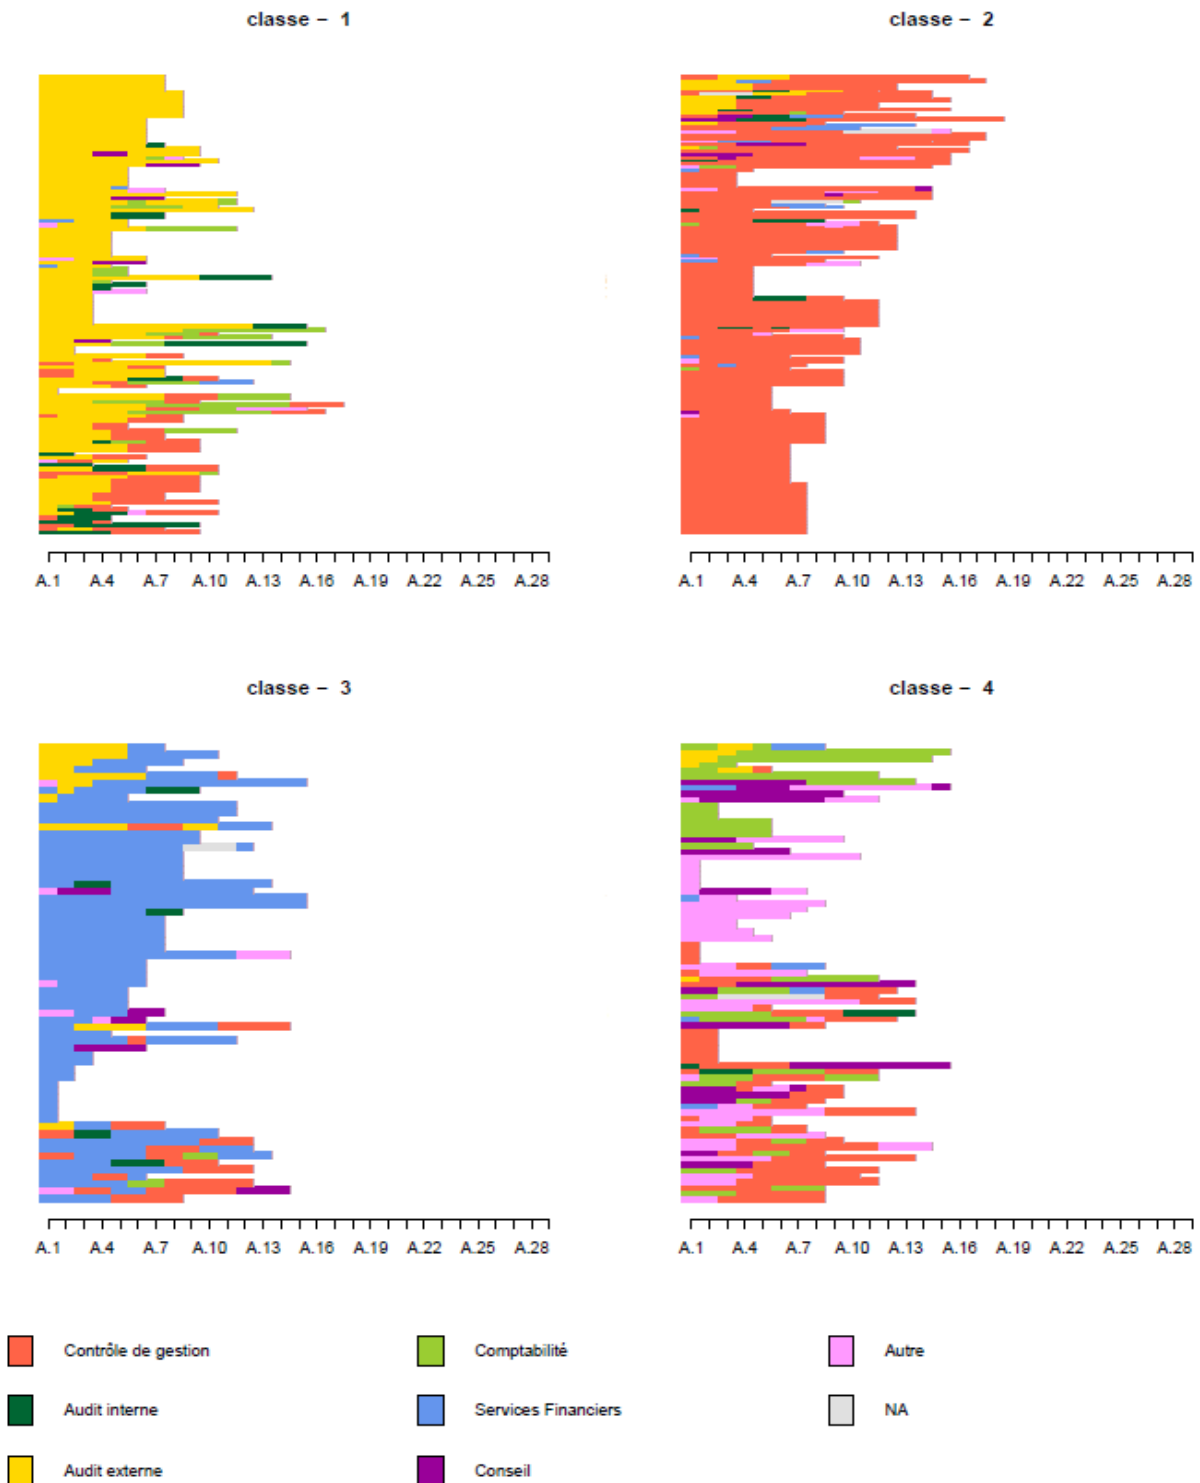 classe – 1
classe – 2
A.1 A.4 A.7 A.10 A.13 A.16 A.19 A.22 A.25 A.28
A.1 A.4 A.7 A.10 A.13 A.16 A.19 A.22 A.25 A.28
classe – 3
classe – 4
A.1 A.4 A.7 A.10 A.13 A.16 A.19 A.22 A.25 A.28
A.1 A.4 A.7 A.10 A.13 A.16 A.19 A.22 A.25 A.28
Contrôle de gestion
Comptabilité
Autre
Audit interne
Services Financiers
NA
Audit externe
Conseil